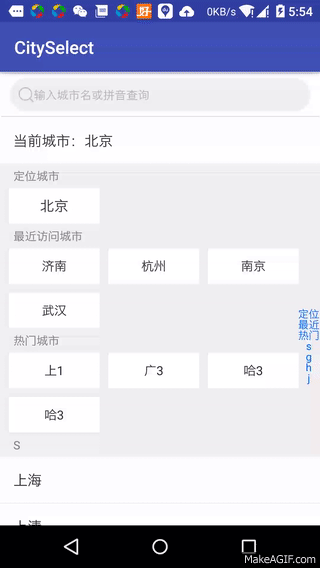 0KB/s 5:54
CitySelect
输入城市名或拼音查询
当前城市：北京
定位城市
北京
最近访问城市
济南 杭州 南京
武汉
热门城市
上1 广3 哈3
哈3
S
上海
定位
最近
热门
s
g
h
j
MakeAGIF.com